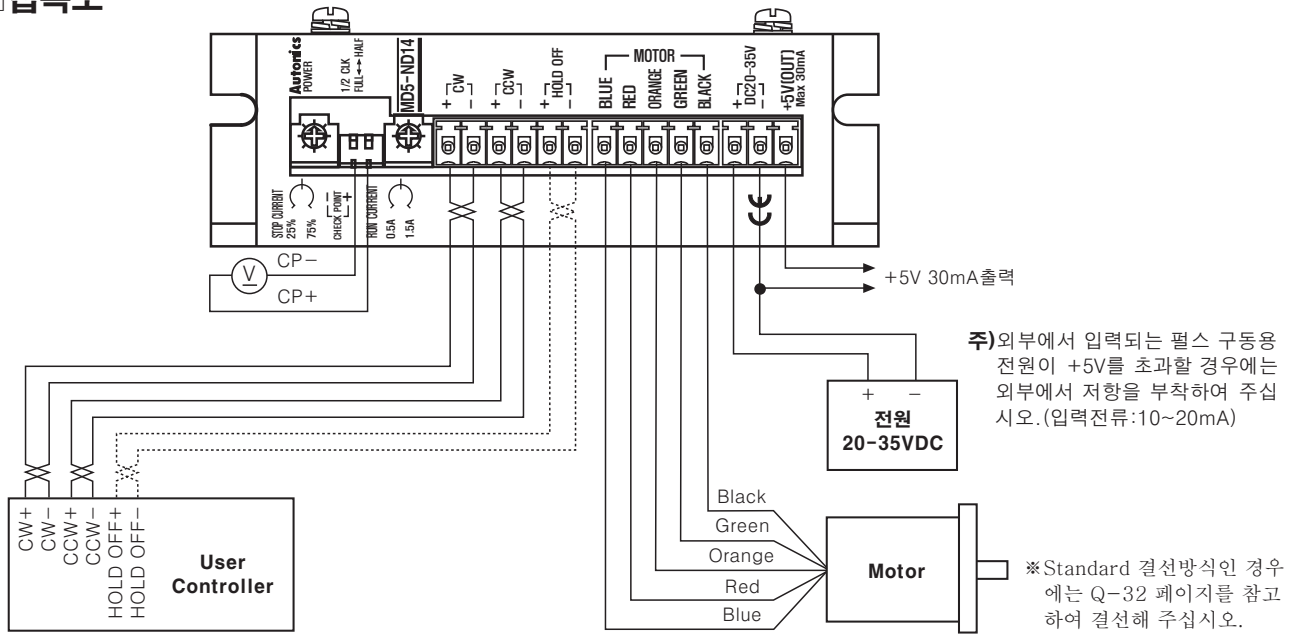 접속도
Autonics
POWER
1/2 CLK
FULL↔HALF
MD5-ND14
+ CW -
+ CCW -
+ HOLD OFF -
MOTOR
BLUE
RED
ORANGE
GREEN
BLACK
+ DC20-35V -
+5V(OUT)
Max 30mA
STOP CURRENT
25% 75%
CHECK POINT
- +
RUN CURRENT
0.5A 1.5A
CP-
V
CP+
+5V 30mA출력
주)외부에서 입력되는 펄스 구동용
전원이 +5V를 초과할 경우에는
외부에서 저항을 부착하여 주십
시오.(입력전류:10~20mA)
+ -
전원
20-35VDC
CW+
CW-
CCW+
CCW-
HOLD OFF+
HOLD OFF-
User
Controller
Black
Green
Orange
Red
Blue
Motor
※Standard 결선방식인 경우
에는 Q-32 페이지를 참고
하여 결선해 주십시오.